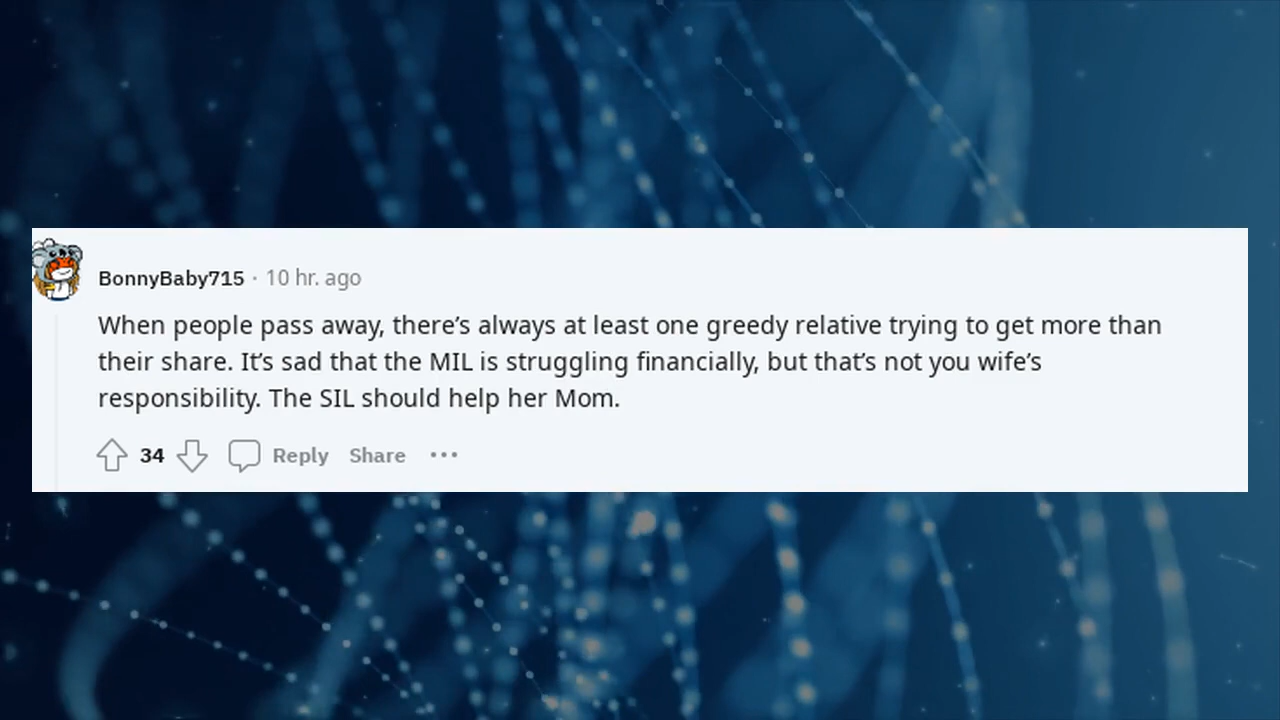 BonnyBaby715 · 10 hr. ago
When people pass away, there’s always at least one greedy relative trying to get more than
their share. It’s sad that the MIL is struggling financially, but that’s not you wife’s
responsibility. The SIL should help her Mom.
34 Reply Share ···